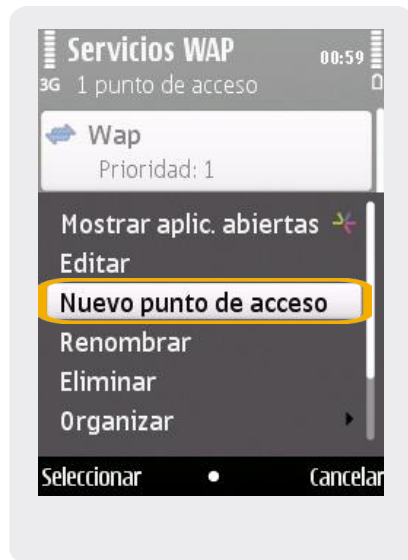 Servicios WAP 00:59
3G 1 punto de acceso
Wap
Prioridad: 1
Mostrar aplic. abiertas
Editar
Nuevo punto de acceso
Renombrar
Eliminar
Organizar
Seleccionar Cancelar